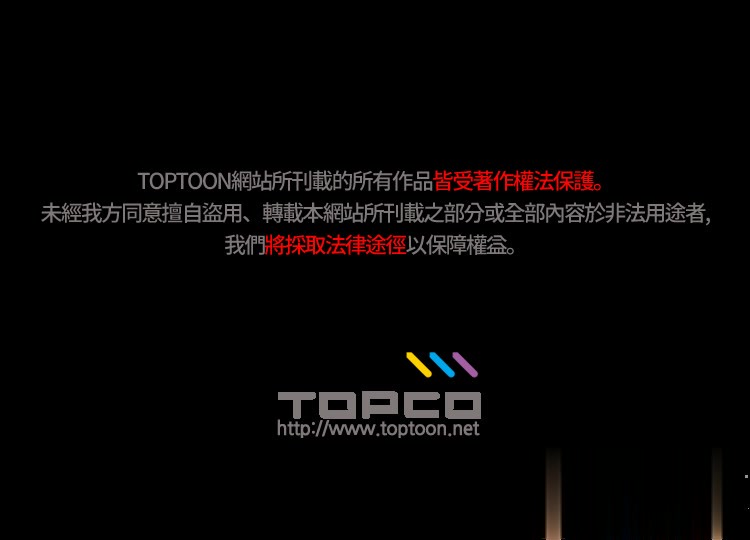 TOPTOON網站所刊載的所有作品皆受著作權法保護。
未經我方同意擅自盜用、轉載本網站所刊載之部分或全部內容於非法用途者,
我們將採取法律途徑以保障權益。
TOPCO
http://www.toptoon.net